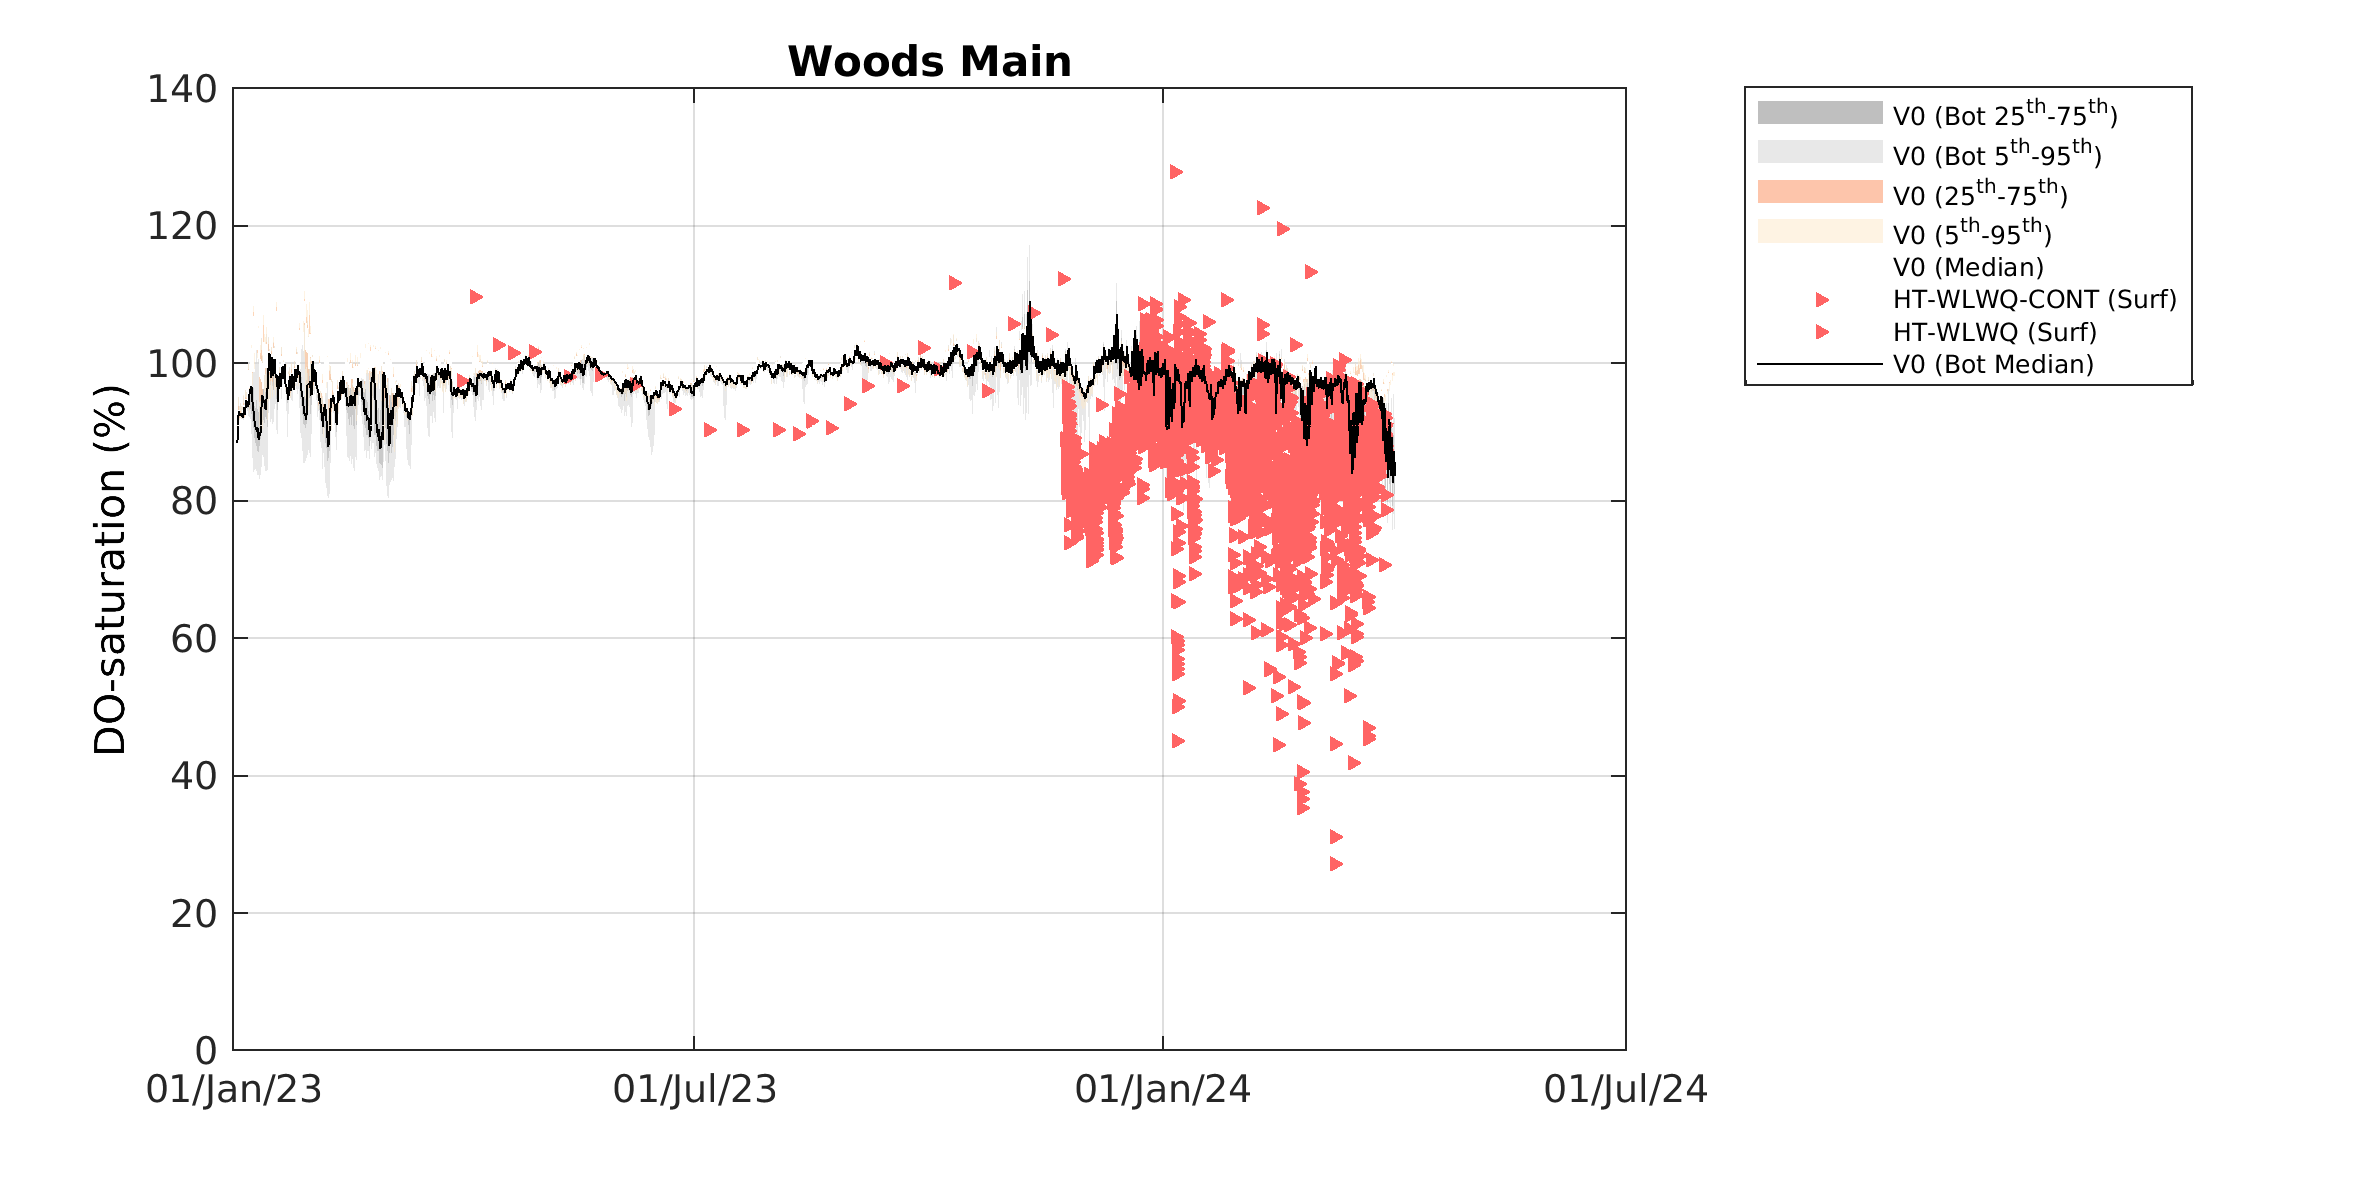 Woods Main
140
120
100
80
60
40
20
0
DO-saturation (%)
01/Jan/23
01/Jul/23
01/Jan/24
01/Jul/24
V0 (Bot 25th-75th)
V0 (Bot 5th-95th)
V0 (25th-75th)
V0 (5th-95th)
V0 (Median)
HT-WLWQ-CONT (Surf)
HT-WLWQ (Surf)
V0 (Bot Median)